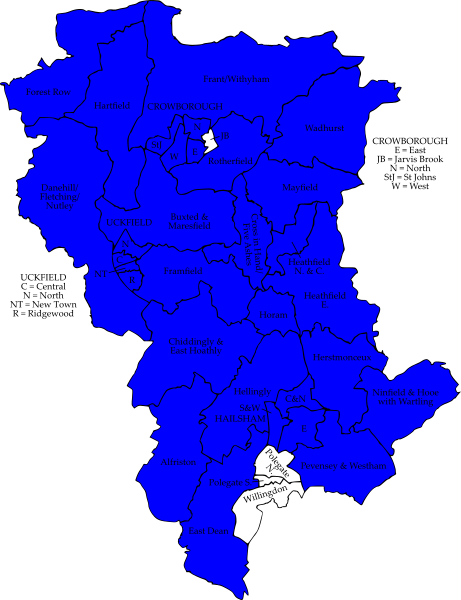 Frant/Withyham
Forest Row
Hartfield
CROWBOROUGH
N
JB
Wadhurst
E
StJ
W
Rotherfield
CROWBOROUGH
E = East
JB = Jarvis Brook
N = North
StJ = St Johns
W = West
Mayfield
Danehill/
Fletching/
Nutley
UCKFIELD
Buxted &
Maresfield
N
Heathfield
N & C
NT
Framfield
R
UCKFIELD
C = Central
N = North
NT = New Town
R = Ridgewood
Heathfield
E
Horam
Chiddingly &
East Hoathly
Herstmonceux
Hellingly
Ninfield & Hooe
with Wartling
C&N
S&W
HAILSHAM
E
Alfriston
Polegate
N.
Pevensey & Westham
Polegate S.
Willingdon
East Dean